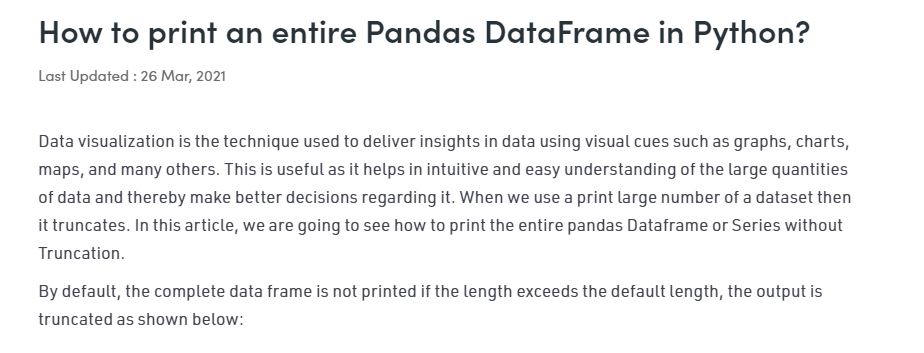 How to print an entire Pandas DataFrame in Python?
Last Updated : 26 Mar, 2021
Data visualization is the technique used to deliver insights in data using visual cues such as graphs, charts,
maps, and many others. This is useful as it helps in intuitive and easy understanding of the large quantities
of data and thereby make better decisions regarding it. When we use a print large number of a dataset then
it truncates. In this article, we are going to see how to print the entire pandas Dataframe or Series without
Truncation.
By default, the complete data frame is not printed if the length exceeds the default length, the output is
truncated as shown below: